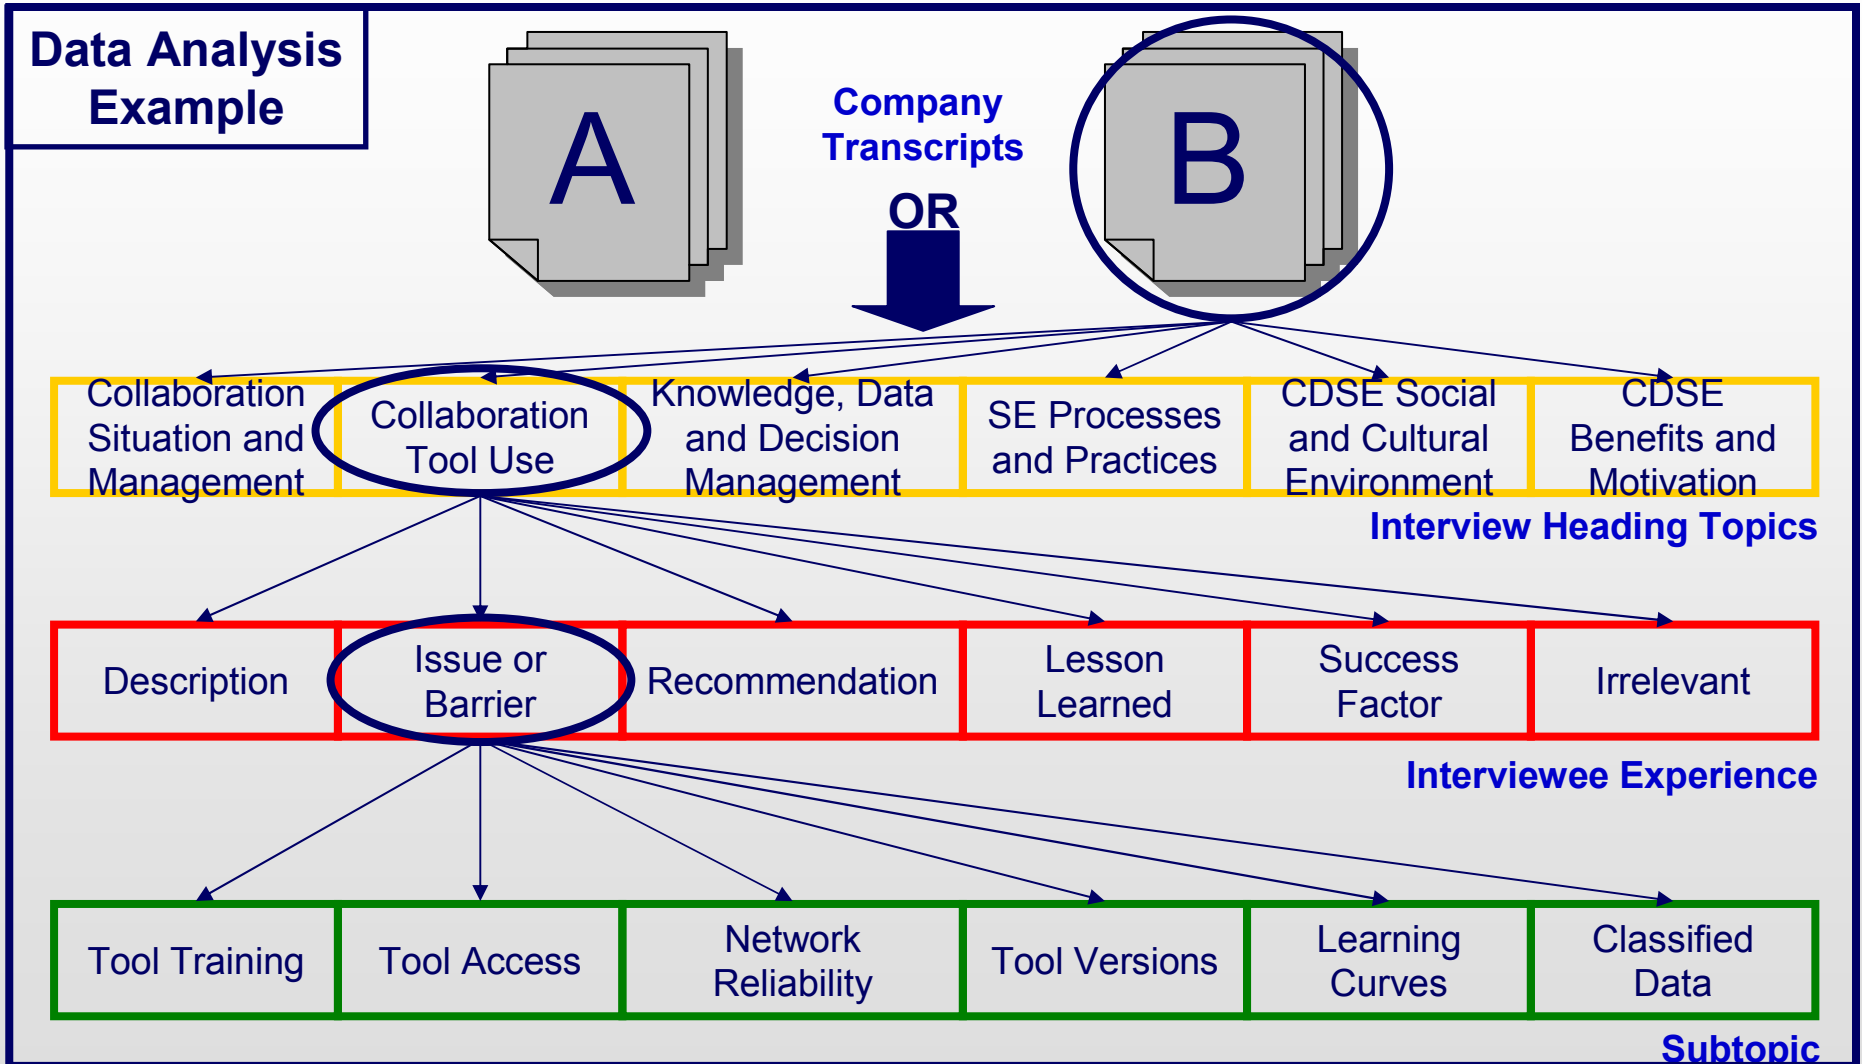 Data Analysis
Example
A
Company
Transcripts
OR
B
Collaboration
Situation and
Management
Collaboration
Tool Use
Knowledge, Data
and Decision
Management
SE Processes
and Practices
CDSE Social
and Cultural
Environment
CDSE
Benefits and
Motivation
Interview Heading Topics
Description
Issue or
Barrier
Recommendation
Lesson
Learned
Success
Factor
Irrelevant
Interviewee Experience
Tool Training
Tool Access
Network
Reliability
Tool Versions
Learning
Curves
Classified
Data
Subtopic